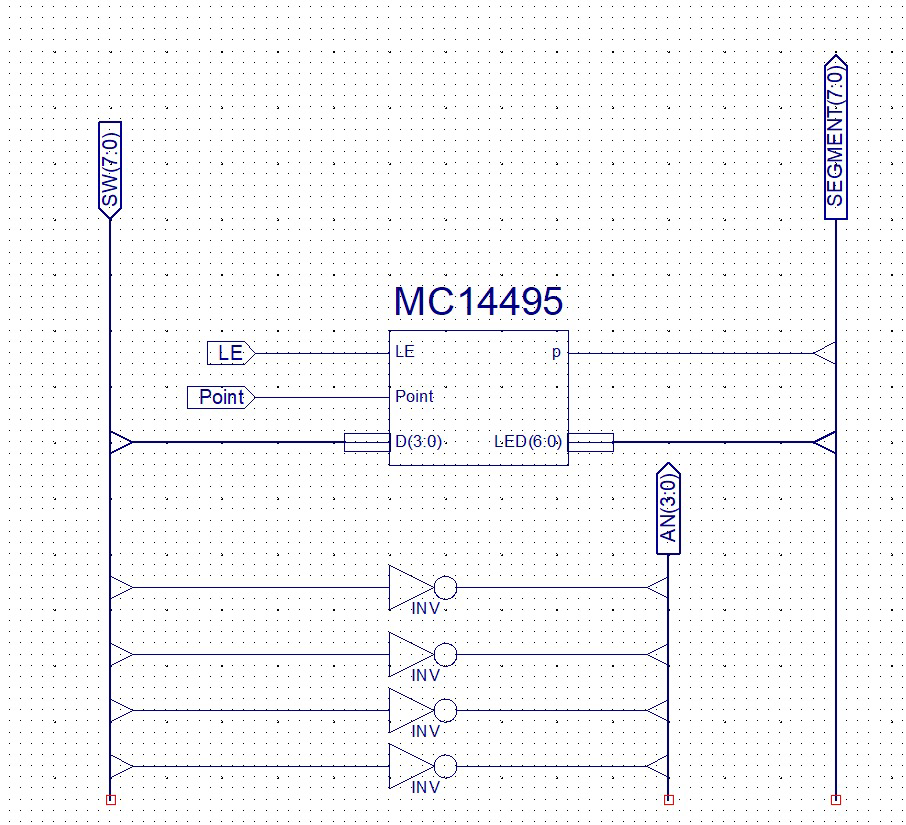 SEGMENT(7:0)
SW(7:0)
MC14495
LE
LE
p
Point
Point
D(3:0)
LED(6:0)
AN(3:0)
INV
INV
INV
INV